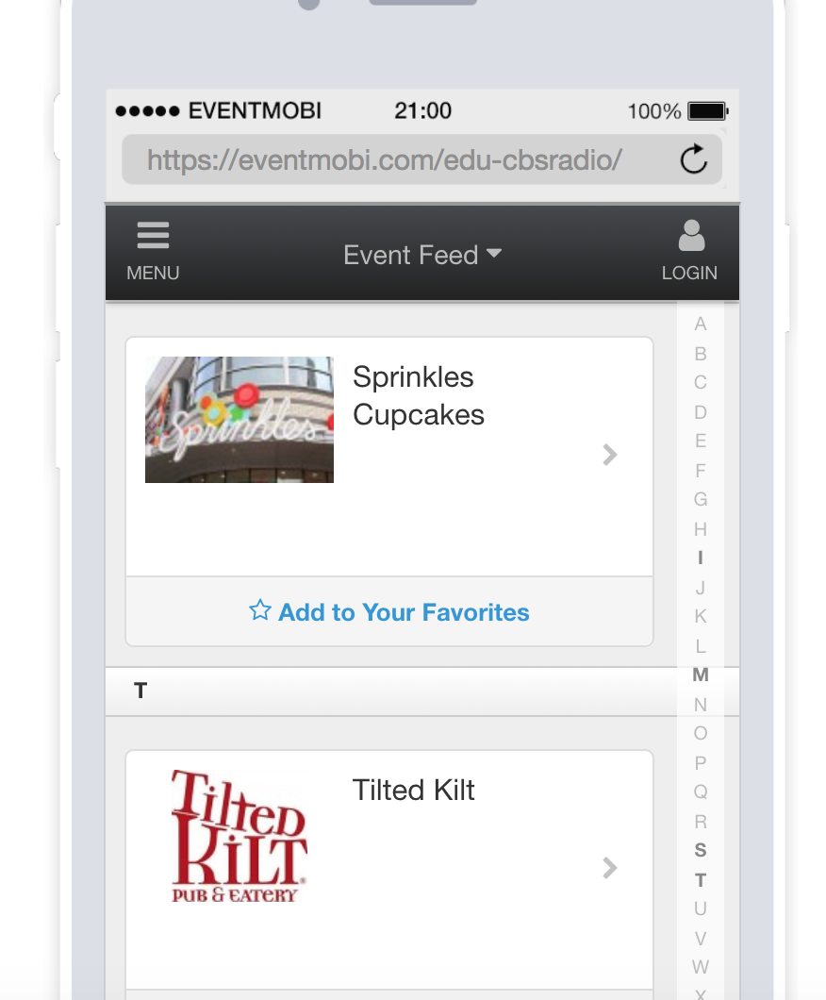 EVENTMOBI 21:00 100%
https://eventmobi.com/edu-cbsradio/
MENU Event Feed LOGIN
Sprinkles
Sprinkles
Cupcakes
Add to Your Favorites
T
Tilted
Kilt
PUB & EATERY
Tilted Kilt
A
B
C
D
E
F
G
H
I
J
K
L
M
N
O
P
Q
R
S
T
U
V
W
X